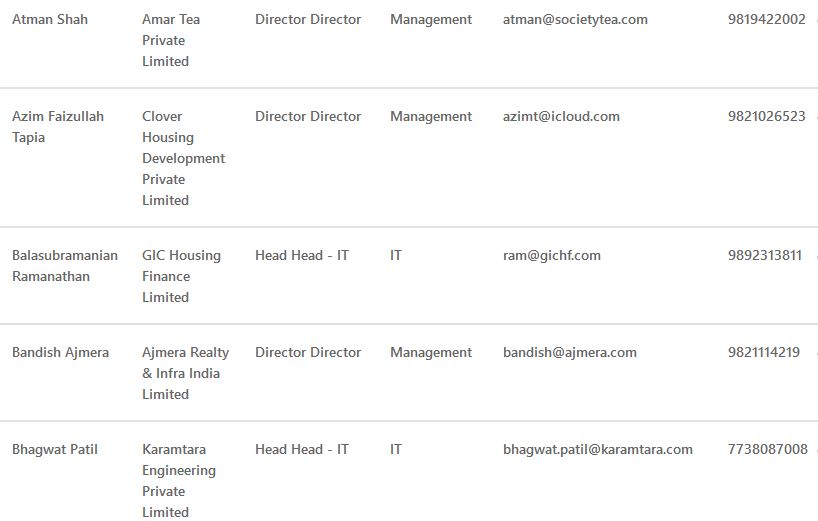 Atman Shah Amar Tea Director Director Management atman@societytea.com 9819422002
Private
Limited
Azim Faizullah Clover Director Director Management azimt@icloud.com 9821026523
Tapia Housing
Development
Private
Limited
Balasubramanian GIC Housing Head Head - IT IT ram@gichf.com 9892313811
Ramanathan Finance
Limited
Bandish Ajmera Ajmera Realty Director Director Management bandish@ajmera.com 9821114219
& Infra India
Limited
Bhagwat Patil Karamtara Head Head - IT IT bhagwat.patil@karamtara.com 7738087008
Engineering
Private
Limited